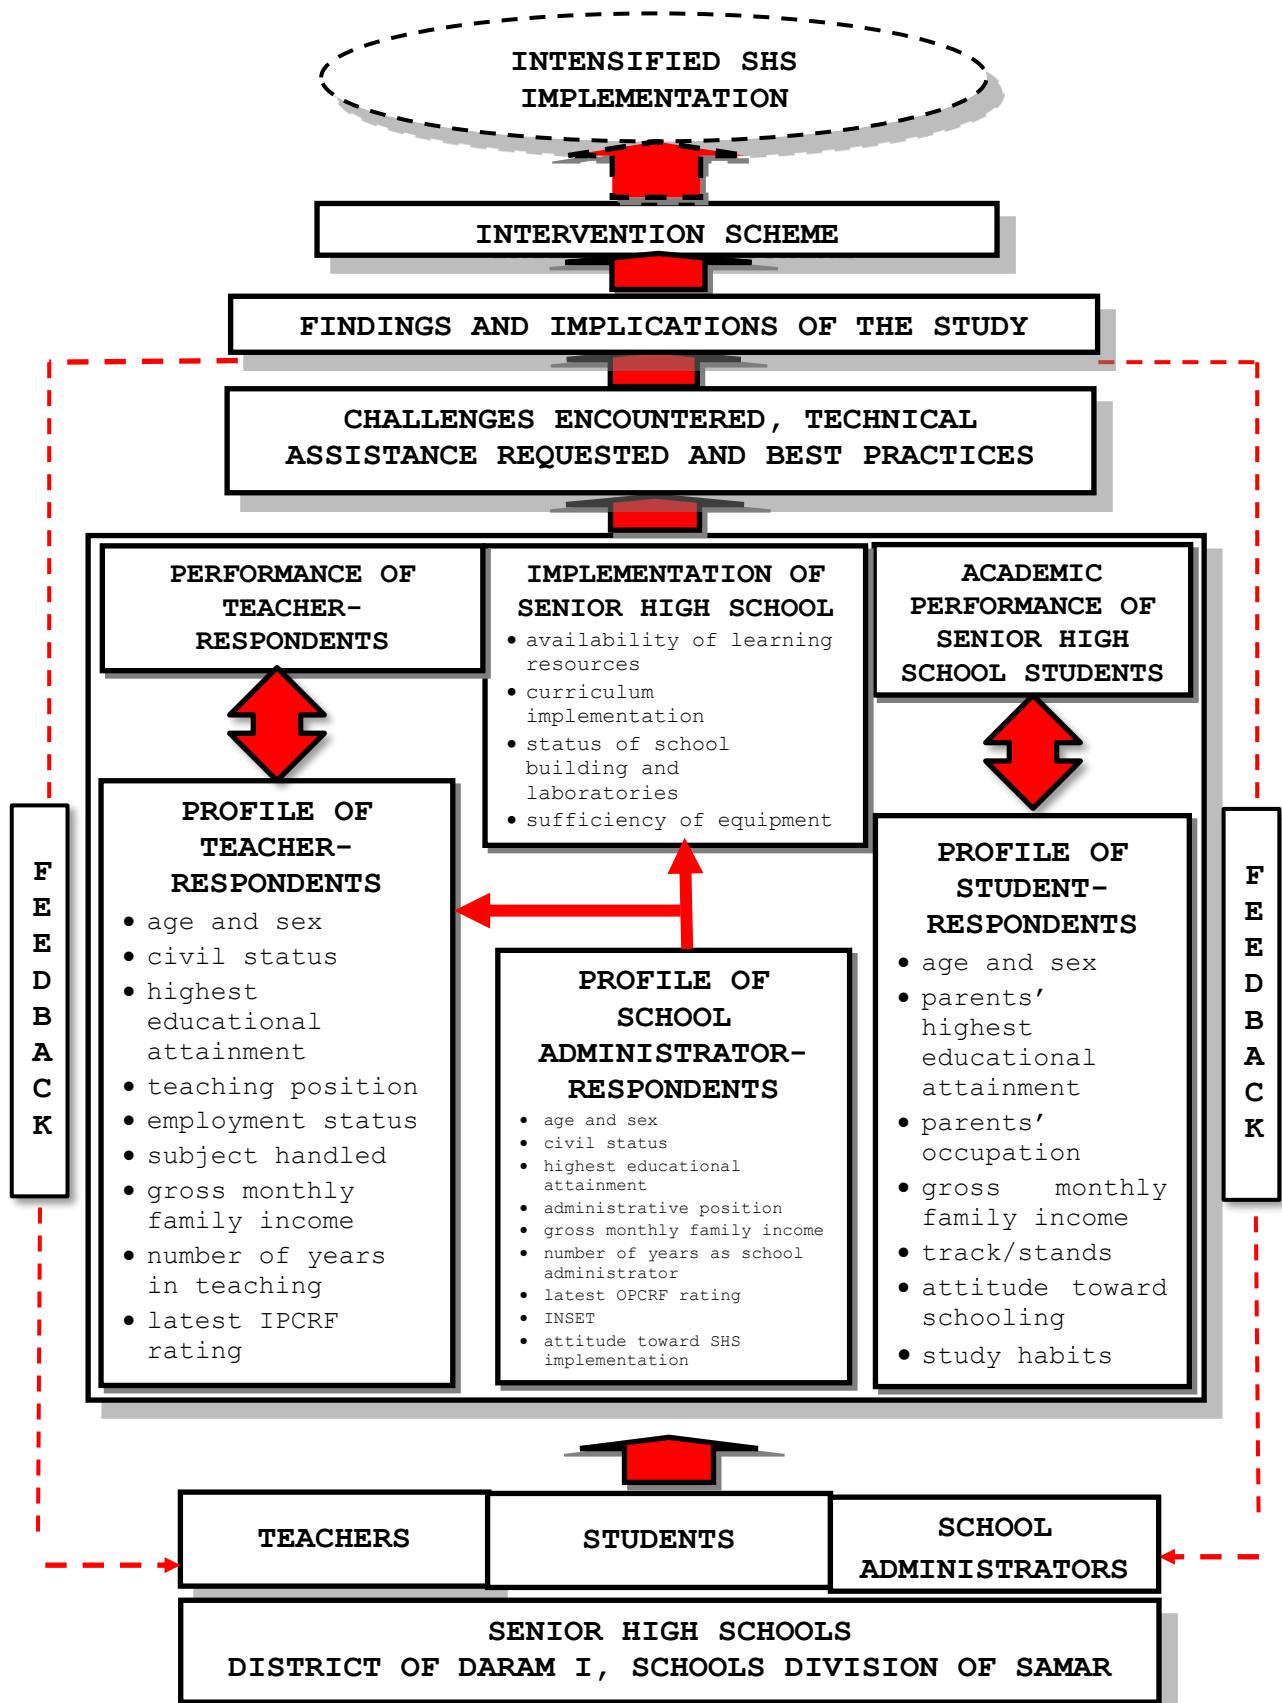 INTENSIFIED SHS
IMPLEMENTATION
INTERVENTION SCHEME
FINDINGS AND IMPLICATIONS OF THE STUDY
CHALLENGES ENCOUNTERED, TECHNICAL
ASSISTANCE REQUESTED AND BEST PRACTICES
PERFORMANCE OF
TEACHER-
RESPONDENTS
IMPLEMENTATION OF
SENIOR HIGH SCHOOL
• availability of learning
resources
• curriculum
implementation
• status of school
building and
laboratories
• sufficiency of equipment
ACADEMIC
PERFORMANCE OF
SENIOR HIGH
SCHOOL STUDENTS
PROFILE OF
TEACHER-
RESPONDENTS
• age and sex
• civil status
• highest
educational
attainment
• teaching position
• employment status
• subject handled
• gross monthly
family income
• number of years
in teaching
• latest IPCRF
rating
PROFILE OF
SCHOOL
ADMINISTRATOR-
RESPONDENTS
• age and sex
• civil status
• highest educational
attainment
• administrative position
• gross monthly family income
• number of years as school
administrator
• latest OPCRF rating
• INSET
• attitude toward SHS
implementation
PROFILE OF
STUDENT-
RESPONDENTS
• age and sex
• parents’
highest
educational
attainment
• parents’
occupation
• gross monthly
family income
• track/stands
• attitude toward
schooling
• study habits
F
E
E
D
B
A
C
K
F
E
E
D
B
A
C
K
TEACHERS
STUDENTS
SCHOOL
ADMINISTRATORS
SENIOR HIGH SCHOOLS
DISTRICT OF DARAM I, SCHOOLS DIVISION OF SAMAR